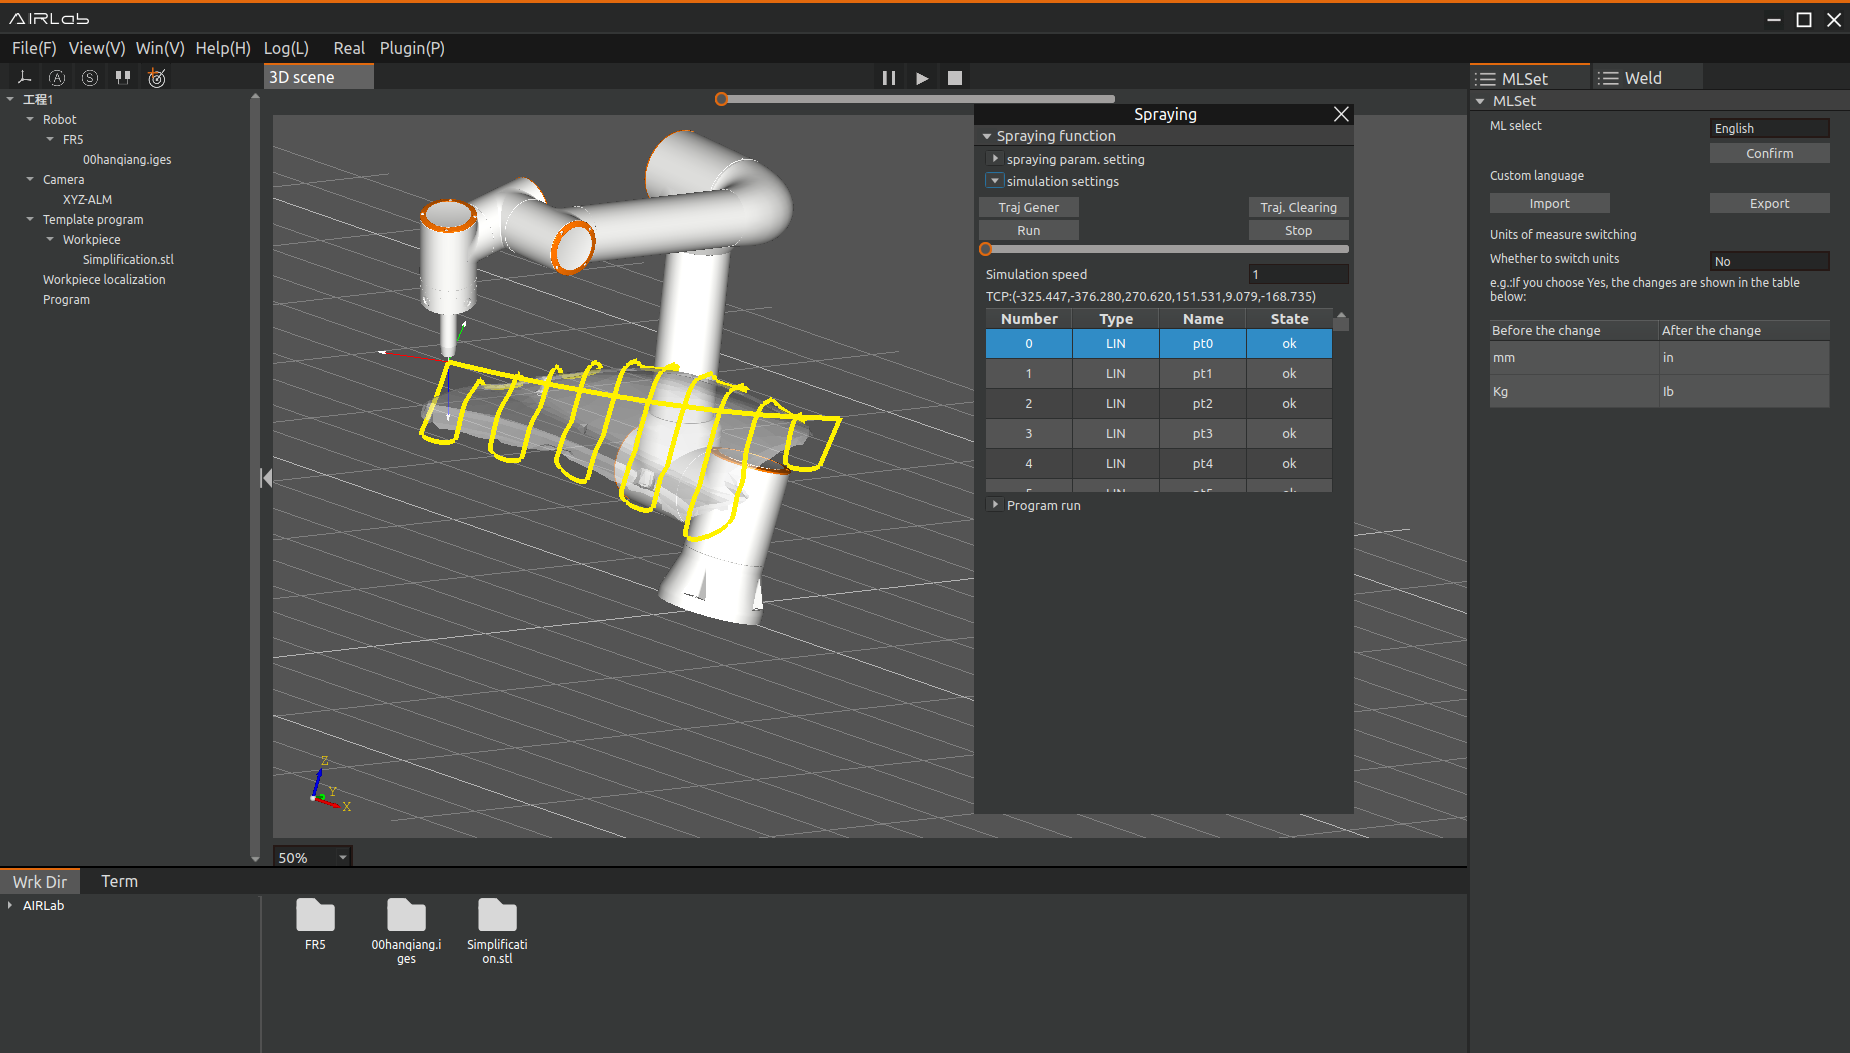 AIRLab
File(F) View(V) Win(V) Help(H) Log(L) Real Plugin(P)
A S
3D scene
工程1
Robot
FR5
00hanqiang.iges
Camera
XYZ-ALM
Template program
Workpiece
Simplification.stl
Workpiece localization
Program
Z
Y
X
50%
Spraying
Spraying function
spraying param. setting
simulation settings
Traj Gener Traj. Clearing
Run Stop
Simulation speed 1
TCP:(-325.447,-376.280,270.620,151.531,9.079,-168.735)
Number Type Name State
0 LIN pt0 ok
1 LIN pt1 ok
2 LIN pt2 ok
3 LIN pt3 ok
4 LIN pt4 ok
5 LIN pt5 ok
Program run
MLSet Weld
MLSet
ML select English
Confirm
Custom language
Import Export
Units of measure switching
Whether to switch units No
e.g.:If you choose Yes, the changes are shown in the table
below:
Before the change After the change
mm in
Kg lb
Wrk Dir Term
AIRLab
FR5
00hanqiang.i
ges
Simplificati
on.stl